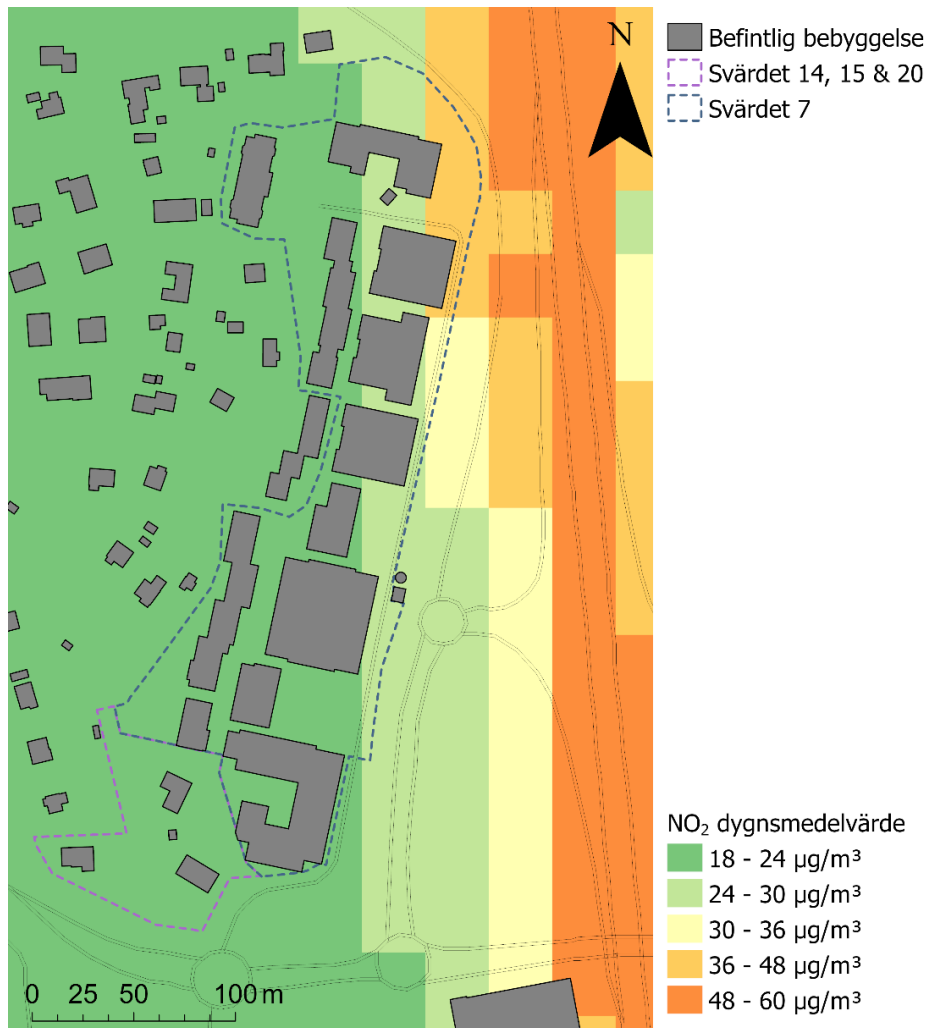 N
Befintlig bebyggelse
Svärdet 14, 15 & 20
Svärdet 7
NO₂ dygnsmedelvärde
18 - 24 µg/m³
24 - 30 µg/m³
30 - 36 µg/m³
36 - 48 µg/m³
48 - 60 µg/m³
0 25 50 100 m